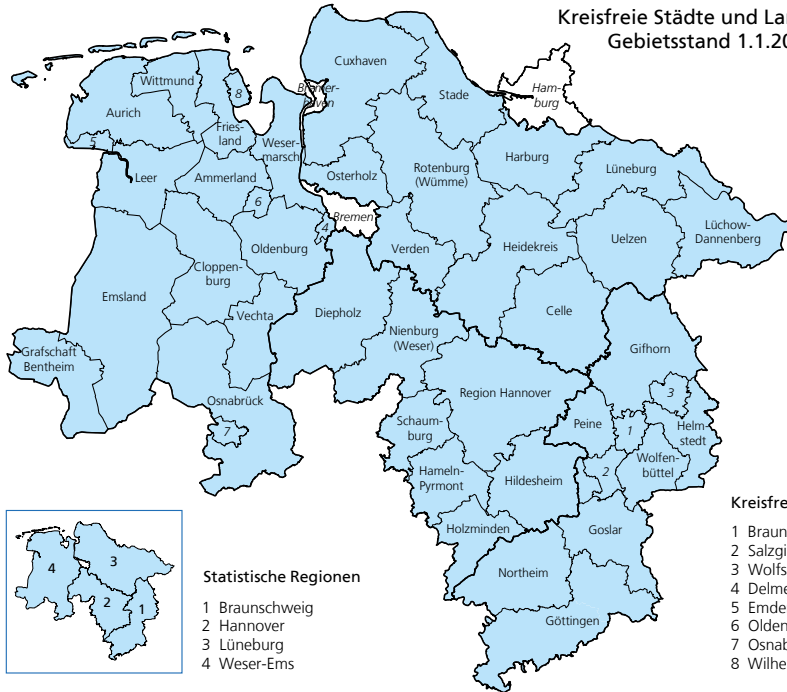 Kreisfreie Städte und Lan
Gebietsstand 1.1.20
Cuxhaven
Wittmund
8
Bremer-
haven
Stade
Ham-
burg
Aurich
Fries-
land
Weser-
marsch
5
Harburg
Lüneburg
Leer
Ammerland
Osterholz
Rotenburg
(Wümme)
6
Bremen
4
Lüchow-
Dannenberg
Oldenburg
Verden
Heidekreis
Uelzen
Cloppen-
burg
Emsland
Vechta
Diepholz
Celle
Nienburg
(Weser)
Gifhorn
Grafschaft
Bentheim
Region Hannover
3
Osnabrück
Schaum-
burg
Peine
1
Helm-
stedt
7
Wolfen-
büttel
Hameln-
Pyrmont
Hildesheim
2
Holzminden
Goslar
Northeim
Göttingen
4
3
2
1
Statistische Regionen
1 Braunschweig
2 Hannover
3 Lüneburg
4 Weser-Ems
Kreisfre
1 Braun
2 Salzgi
3 Wolfs
4 Delme
5 Emde
6 Olden
7 Osnab
8 Wilhe